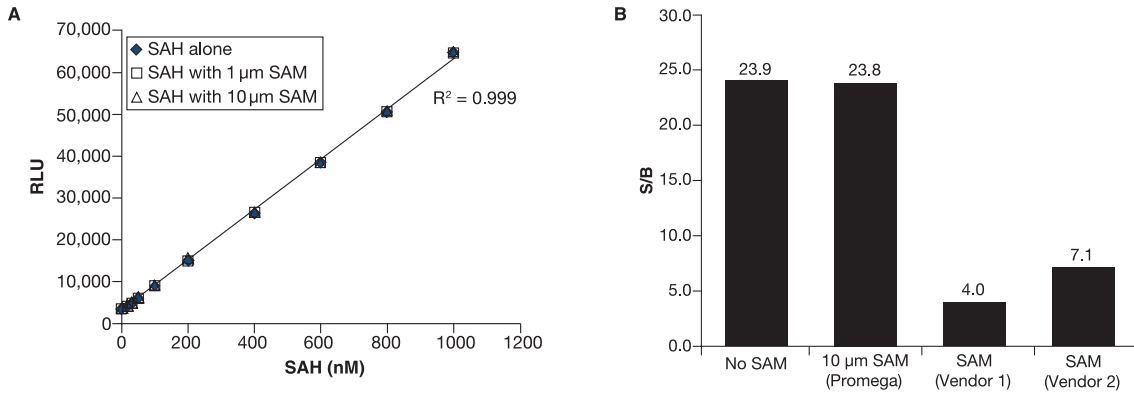 A
70,000
60,000
50,000
40,000
30,000
20,000
10,000
0
RLU
SAH alone
SAH with 1 µm SAM
SAH with 10 µm SAM
R² = 0.999
0 200 400 600 800 1000 1200
SAH (nM)
B
30.0
25.0
20.0
15.0
10.0
5.0
0.0
S/B
23.9
23.8
4.0
7.1
No SAM
10 µm SAM
(Promega)
SAM
(Vendor 1)
SAM
(Vendor 2)